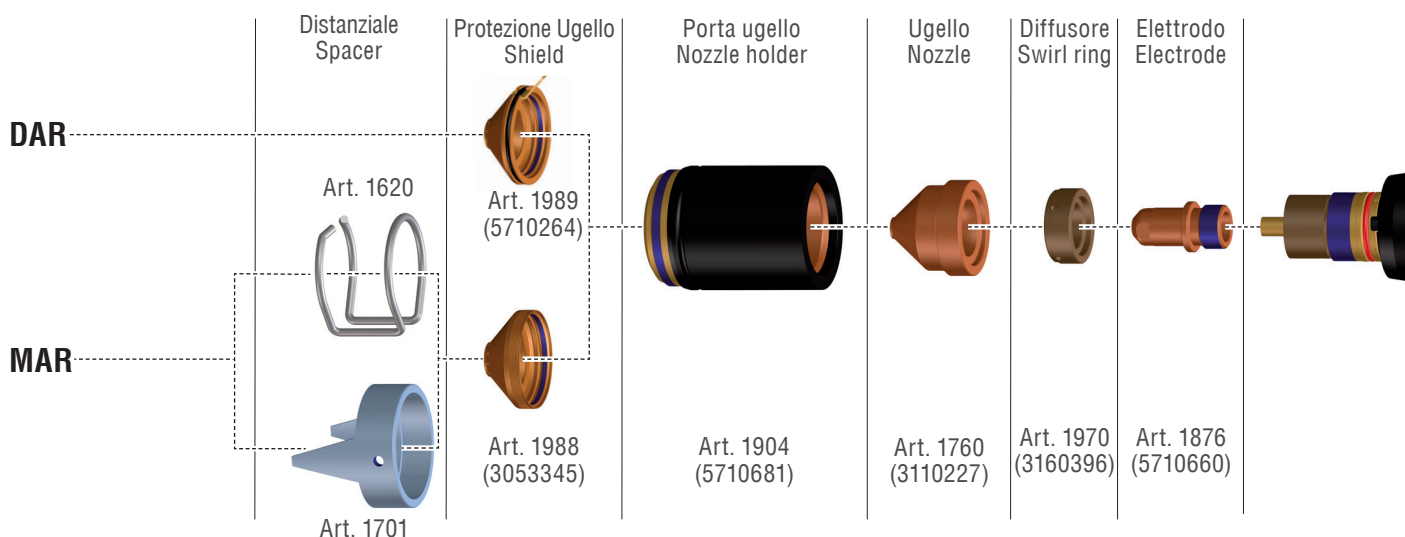 Distanziale
Spacer
Protezione Ugello
Shield
Porta ugello
Nozzle holder
Ugello
Nozzle
Diffusore
Swirl ring
Elettrodo
Electrode
DAR
Art. 1620
Art. 1989
(5710264)
MAR
Art. 1701
Art. 1988
(3053345)
Art. 1904
(5710681)
Art. 1760
(3110227)
Art. 1970
(3160396)
Art. 1876
(5710660)